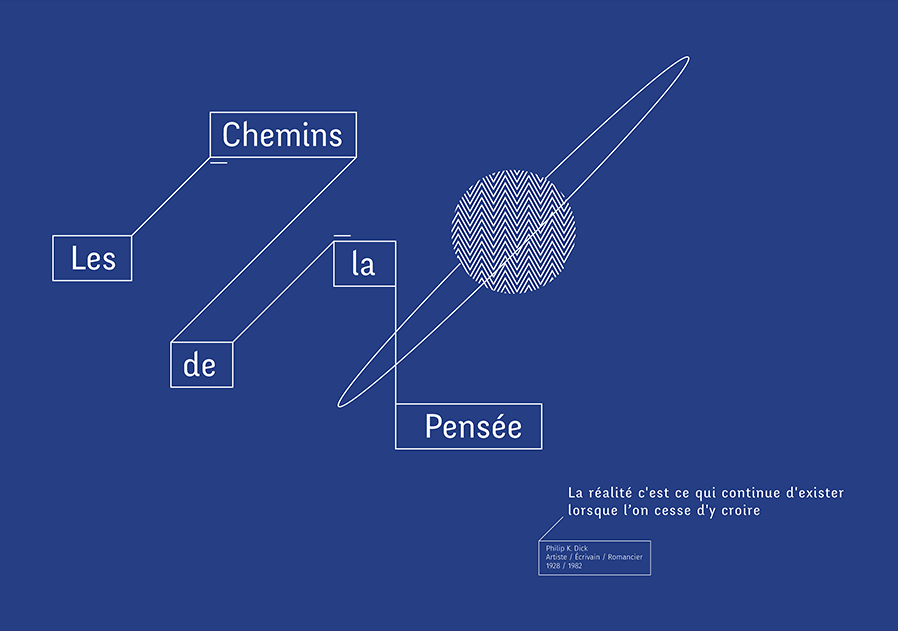 Les
Chemins
de
la
Pensée
La réalité c'est ce qui continue d'exister
lorsque l’on cesse d'y croire
Philip K. Dick
Artiste / Écrivain / Romancier
1928 / 1982